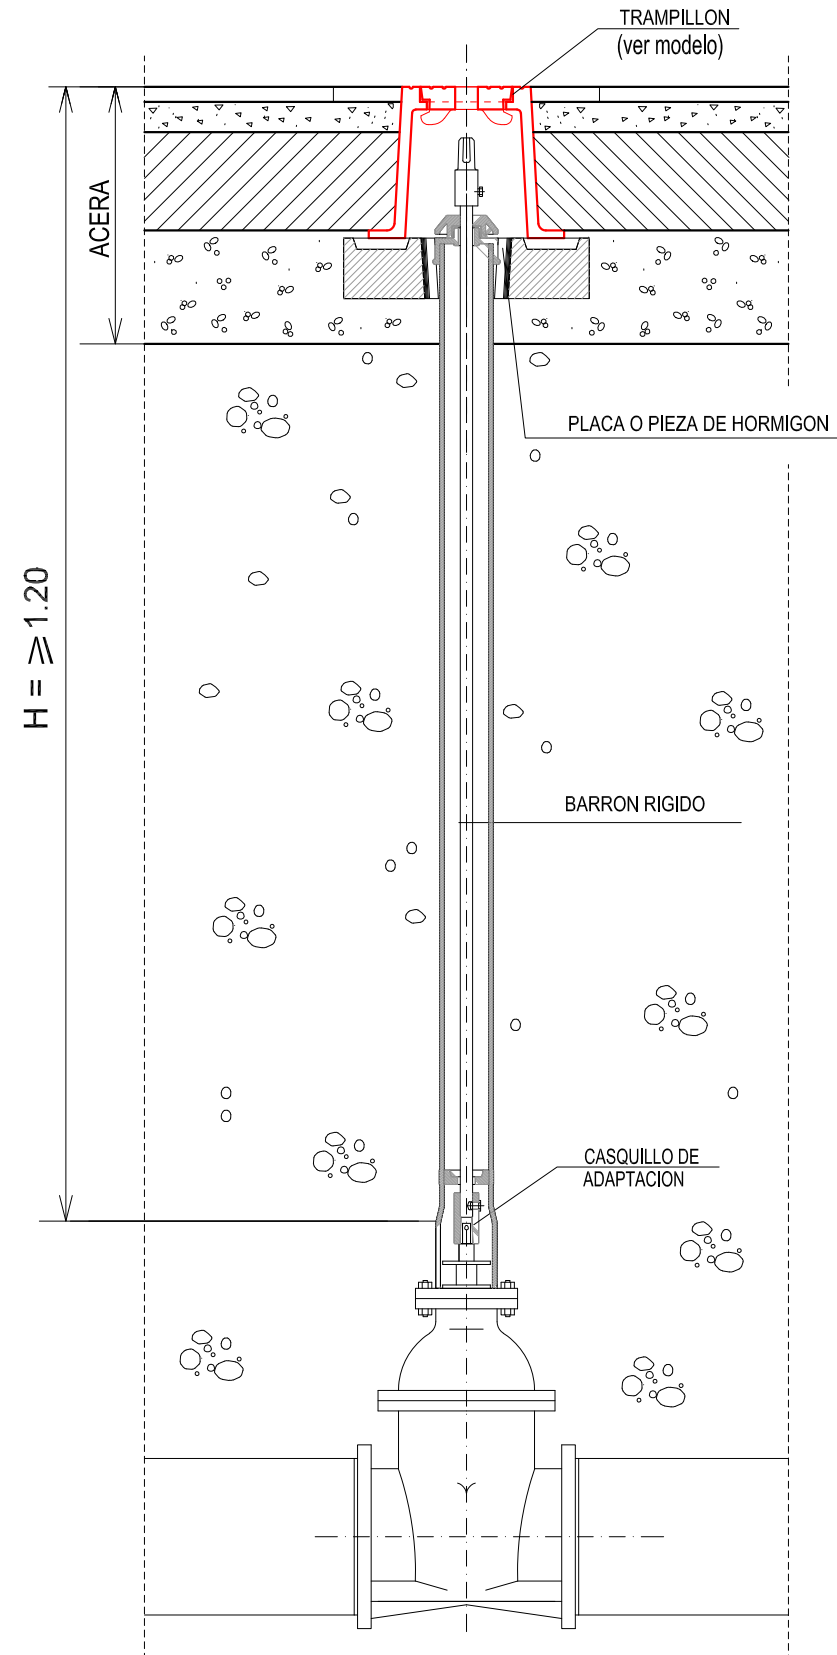 TRAMPILLON
(ver modelo)
ACERA
PLACA O PIEZA DE HORMIGON
H = ≥1.20
BARRON RIGIDO
CASQUILLO DE
ADAPTACION